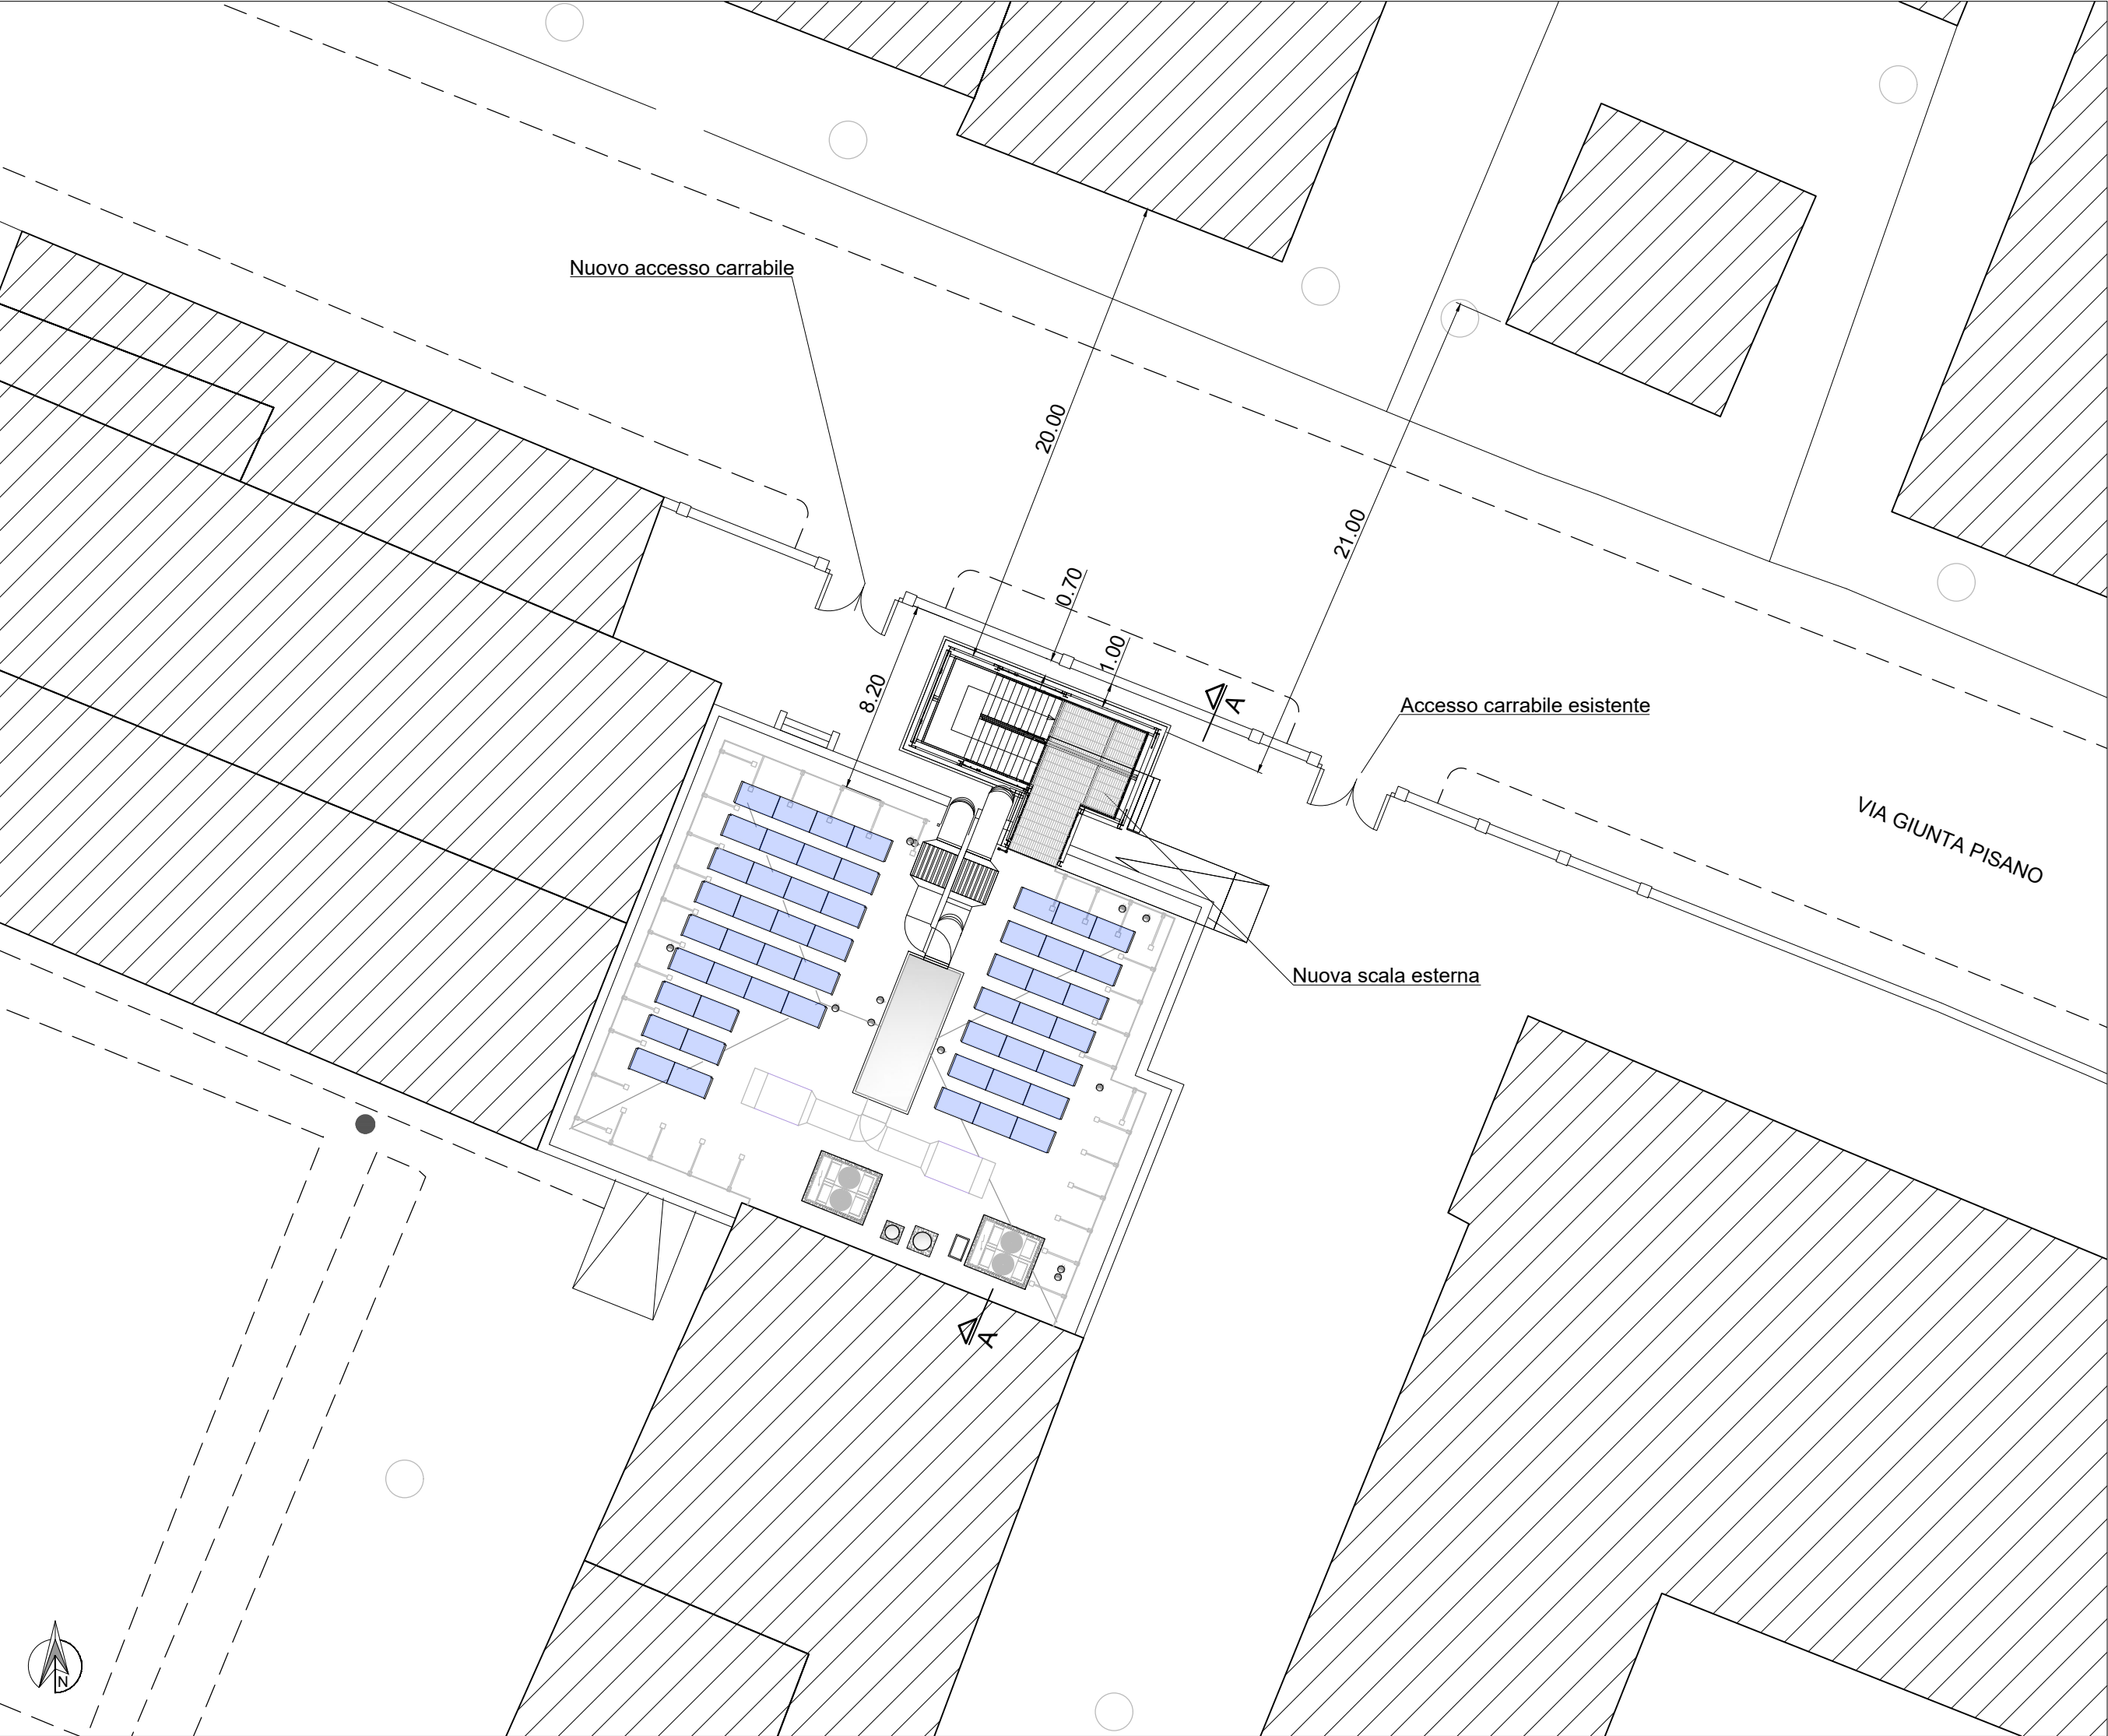 Nuovo accesso carrabile
20.00
21.00
0.70
1.00
8.20
A
Accesso carrabile esistente
VIA GIUNTA PISANO
Nuova scala esterna
A
N